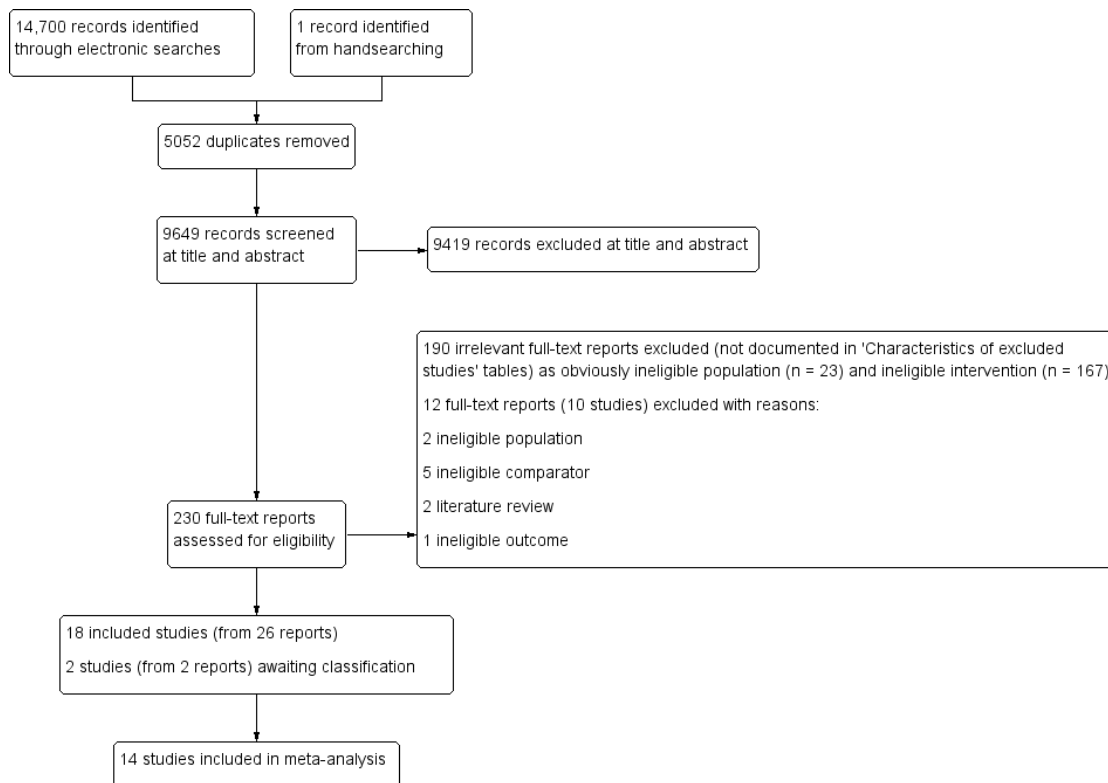 14,700 records identified
through electronic searches
1 record identified
from handsearching
5052 duplicates removed
9649 records screened
at title and abstract
9419 records excluded at title and abstract
190 irrelevant full-text reports excluded (not documented in 'Characteristics of excluded
studies' tables) as obviously ineligible population (n = 23) and ineligible intervention (n = 167)
12 full-text reports (10 studies) excluded with reasons:
2 ineligible population
5 ineligible comparator
2 literature review
1 ineligible outcome
230 full-text reports
assessed for eligibility
18 included studies (from 26 reports)
2 studies (from 2 reports) awaiting classification
14 studies included in meta-analysis